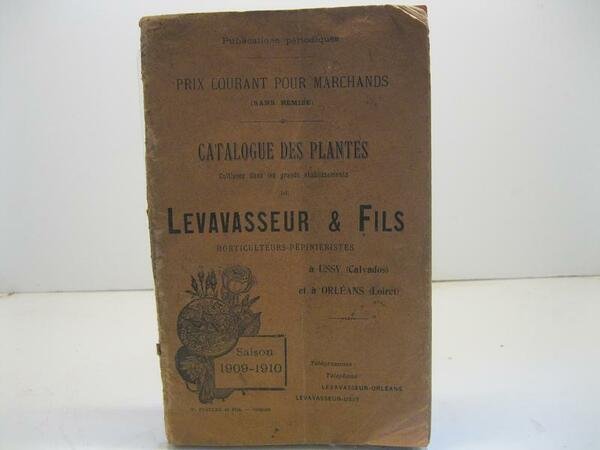 Publications périodiques
PRIX COURANT POUR MARCHANDS
(SANS REMISE)
CATALOGUE DES PLANTES
Cultivées dans les grands établissements
DE
LEVAVASSEUR & FILS
HORTICULTEURS-PÉPINIÉRISTES
à USSY (Calvados)
et à ORLÉANS (Loiret)
Saison
1909-1910
Télégrammes:
Téléphone:
LEVAVASSEUR-ORLÉANS
LEVAVASSEUR-USSY